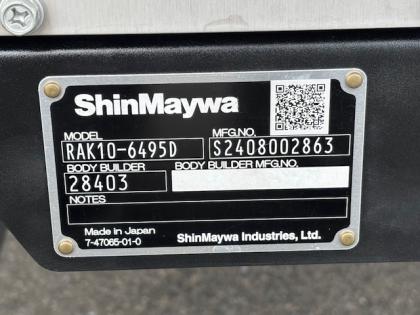 ShinMaywa
MODEL MFG.NO.
RAK10-6495D S2408002863
BODY BUILDER BODY BUILDER MFG.NO.
28403
NOTES
Made in Japan
7-47065-01-0 ShinMaywa Industries, Ltd.